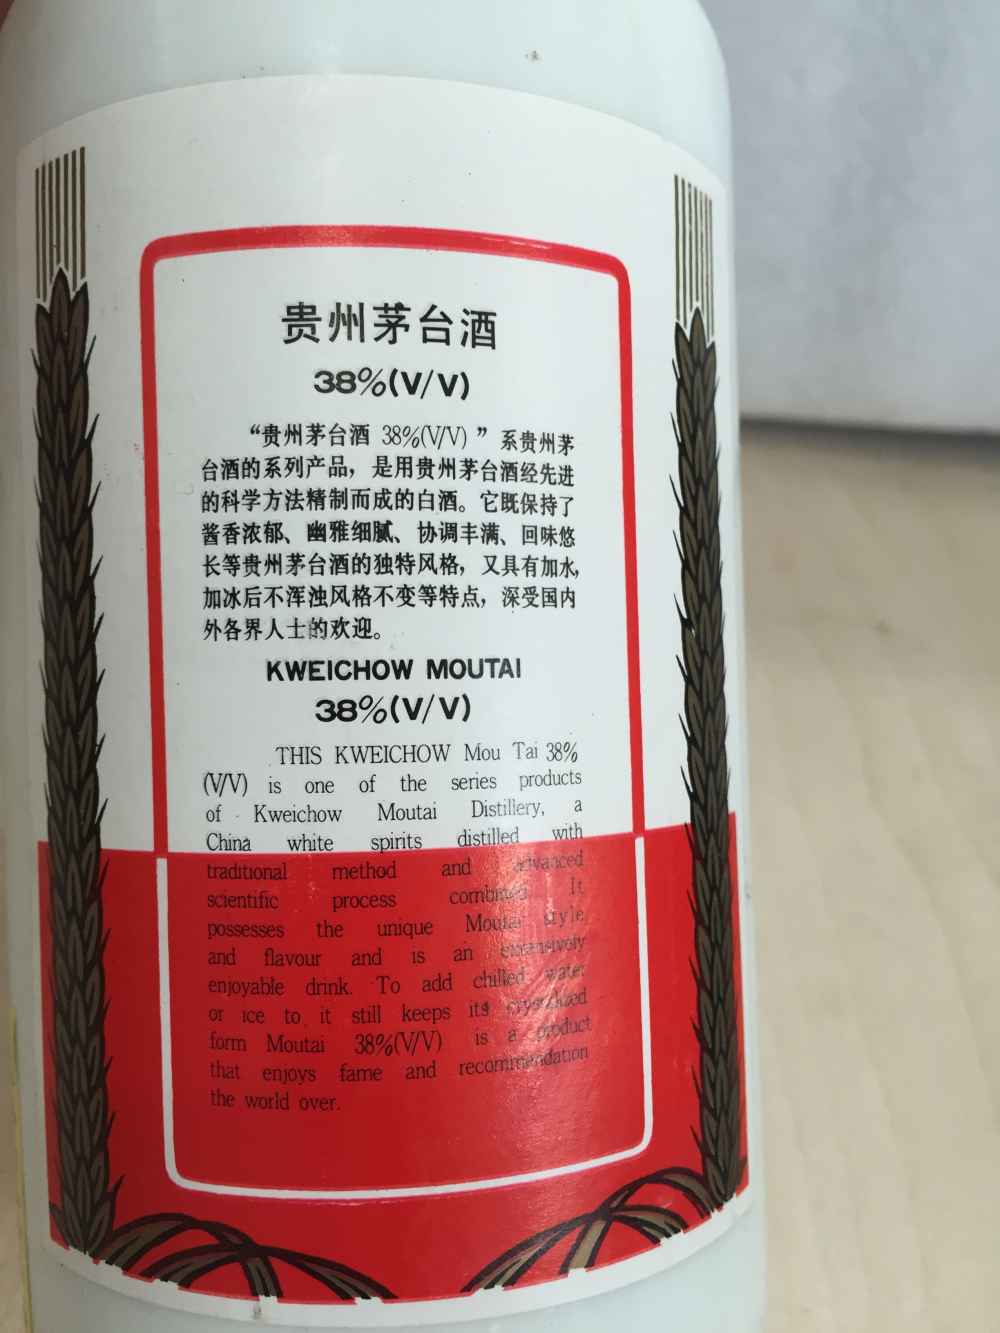 贵州茅台酒
38%(V/V)
“贵州茅台酒 38%(V/V) ” 系贵州茅
台酒的系列产品，是用贵州茅台酒经先进
的科学方法精制而成的白酒。它既保持了
酱香浓郁、幽雅细腻、协调丰满、回味悠
长等贵州茅台酒的独特风格，又具有加水，
加冰后不浑浊风格不变等特点，深受国内
外各界人士的欢迎。
KWEICHOW MOUTAI
38%(V/V)
THIS KWEICHOW Mou Tai 38%
(V/V) is one of the series products
of Kweichow Moutai Distillery, a
China white spirits distilled with
traditional method and advanced
scientific process combined. It
possesses the unique Moutai style
and flavour and is an extensively
enjoyable drink. To add chilled water
or ice to it still keeps its crystalized
form Moutai 38%(V/V) is a product
that enjoys fame and recommendation
the world over.